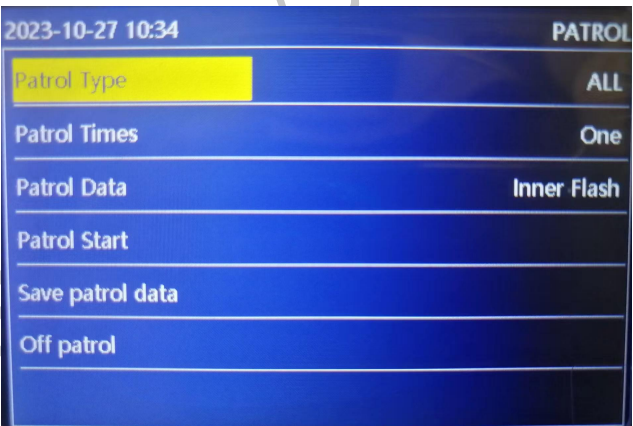 2023-10-27 10:34 PATROL
Patrol Type ALL
Patrol Times One
Patrol Data Inner Flash
Patrol Start
Save patrol data
Off patrol